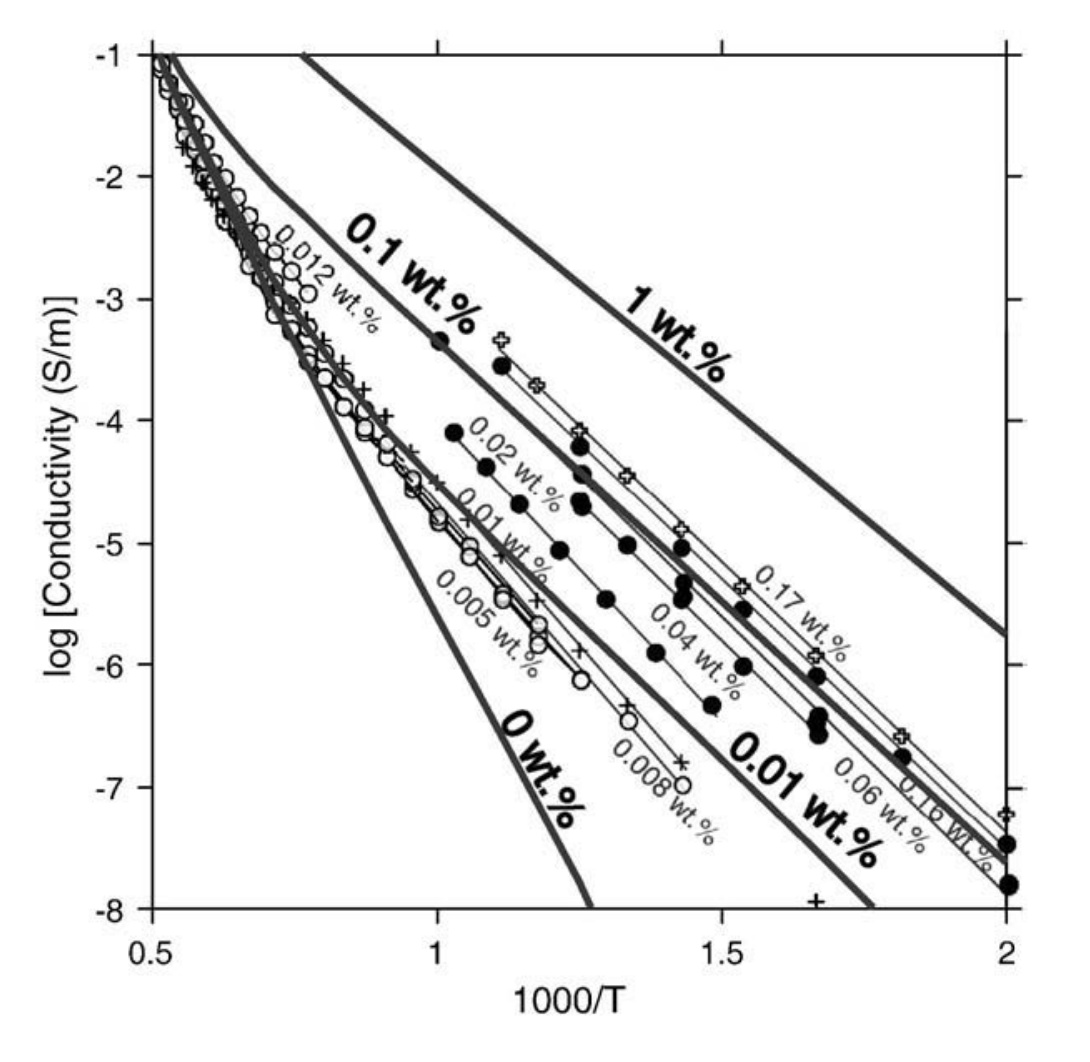 -1
-2
-3
-4
-5
-6
-7
-8
log [Conductivity (S/m)]
0.5
1
1.5
2
1000/T
0.012 wt.%
0.1 wt.%
1 wt.%
0.02 wt.%
0.01 wt.%
0.005 wt.%
0.17 wt.%
0.04 wt.%
0 wt.%
0.008 wt.%
0.01 wt.%
0.06 wt.%
0.16 wt.%